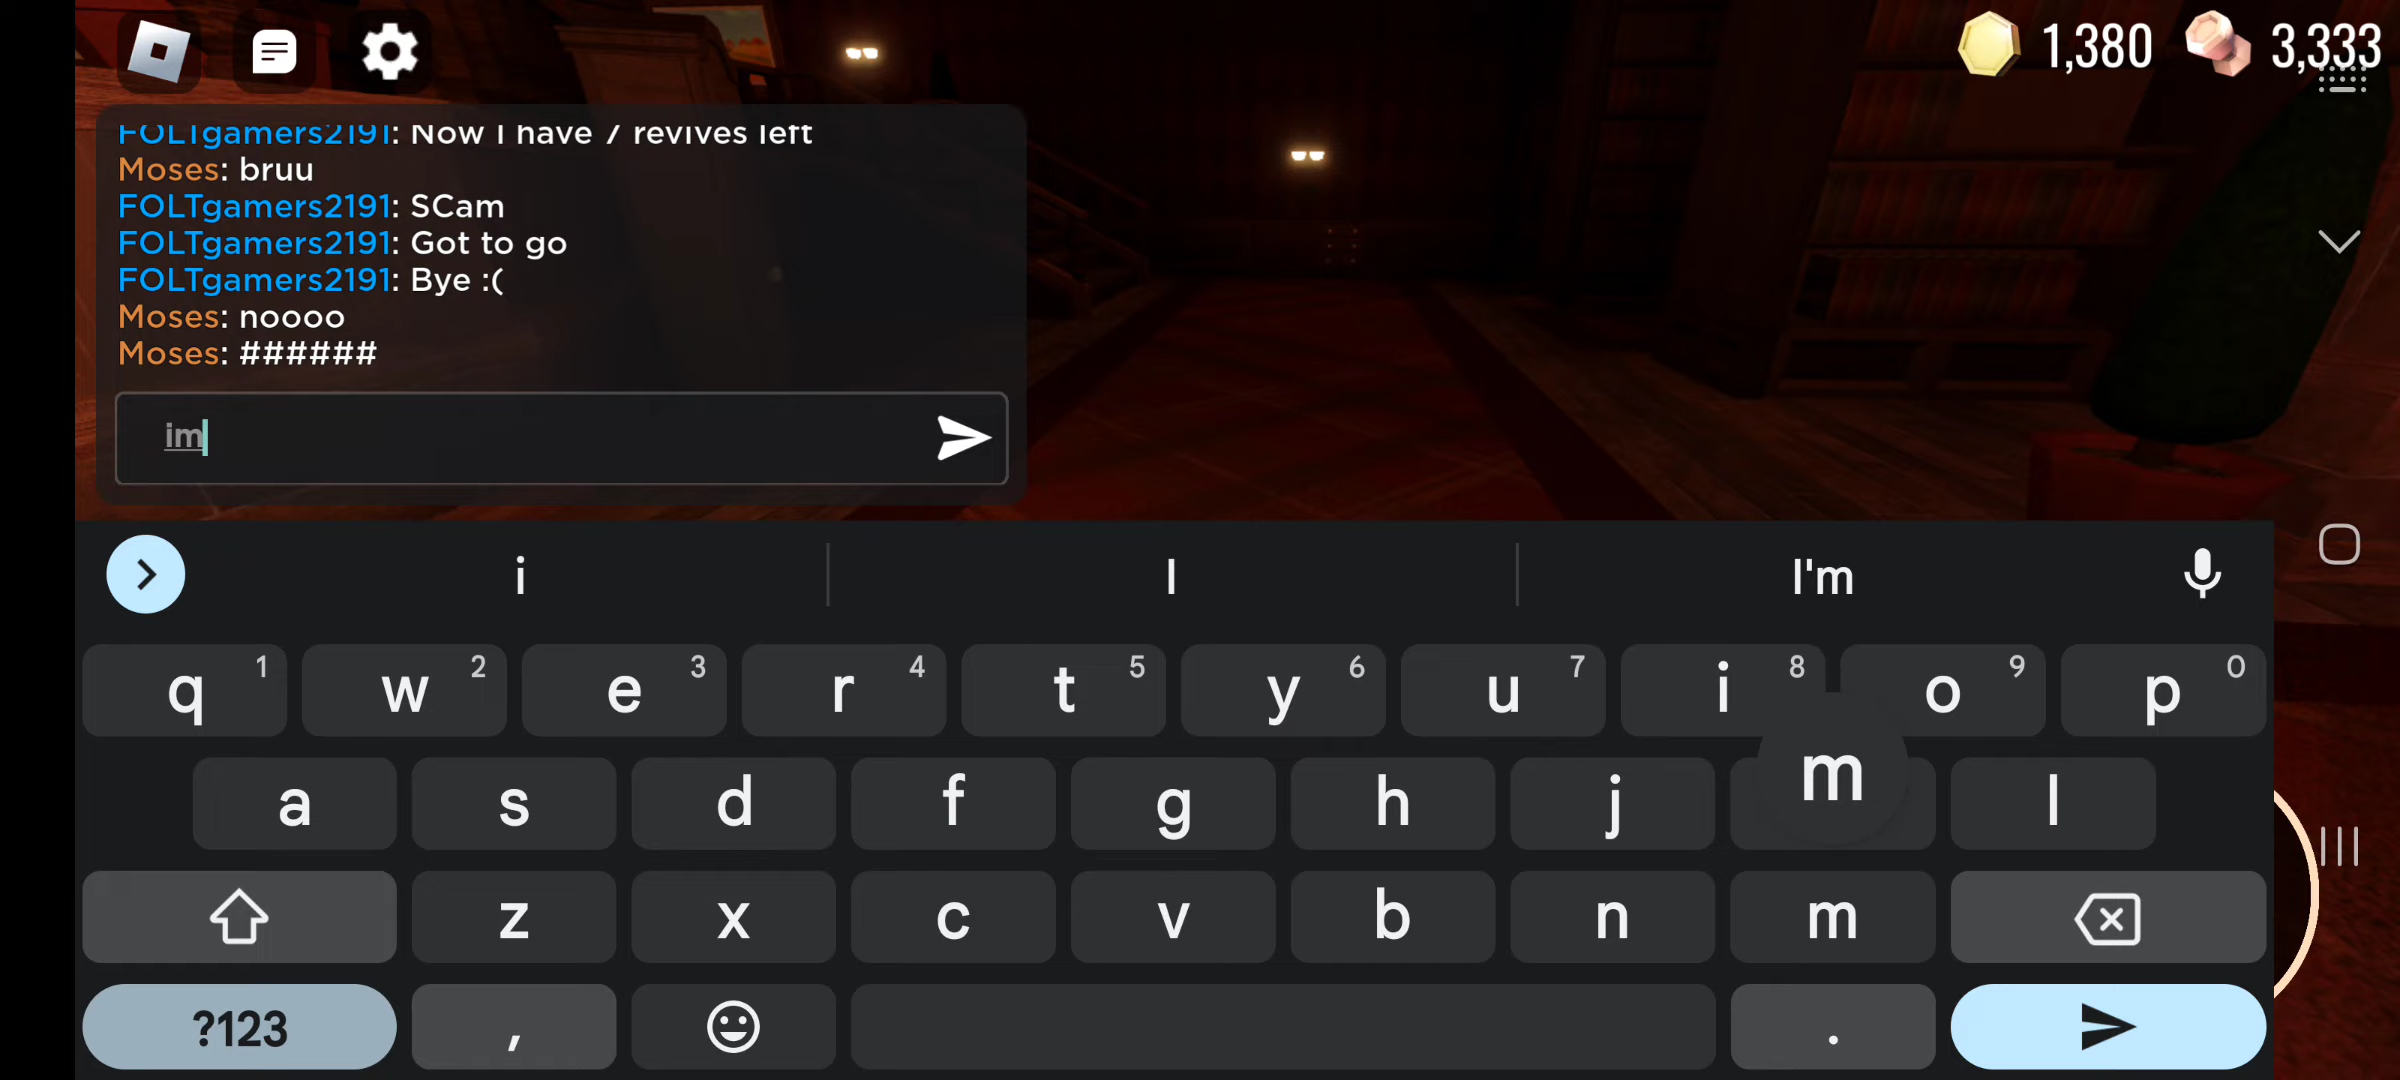 1,380 3,333
FOLTgamers2191: Now I have 7 revives left
Moses: bruu
FOLTgamers2191: SCam
FOLTgamers2191: Got to go
FOLTgamers2191: Bye :(
Moses: noooo
Moses: ######
im
i I I'm
q 1 w 2 e 3 r 4 t 5 y 6 u 7 i 8 o 9 p 0
a s d f g h j m l
z x c v b n m
?123 , .